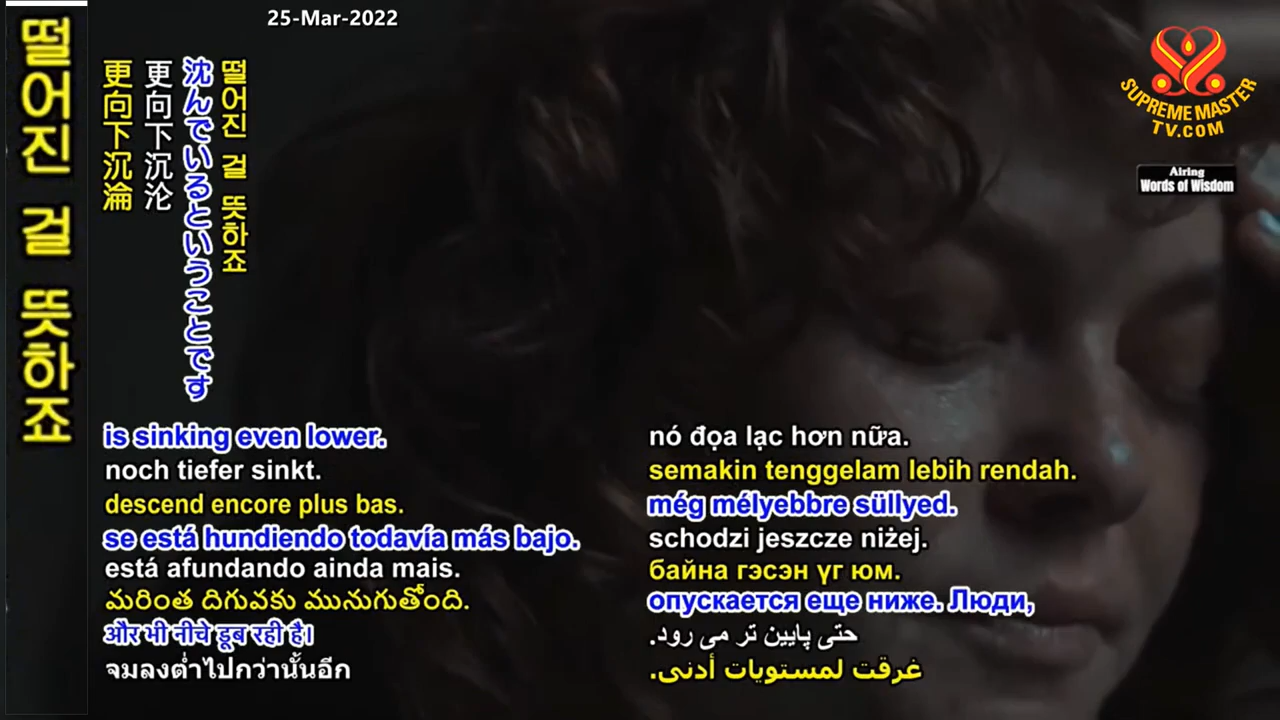 25-Mar-2022
떨어진 걸 뜻하죠
更向下沉淪
更向下沉沦
沈んでいるということです
떨어진 걸 뜻하죠
SUPREME MASTER
TV.COM
Airing
Words of Wisdom
is sinking even lower.
noch tiefer sinkt.
descend encore plus bas.
se está hundiendo todavía más bajo.
está afundando ainda mais.
మరింత దిగువకు మునుగుతోంది.
और भी नीचे डूब रही है।
จมลงต่ำไปกว่านั้นอีก
nó đọa lạc hơn nữa.
semakin tenggelam lebih rendah.
még mélyebbre süllyed.
schodzi jeszcze niżej.
байна гэсэн үг юм.
опускается еще ниже. Люди,
حتی پایین تر می رود.
غرقت لمستويات أدنى.